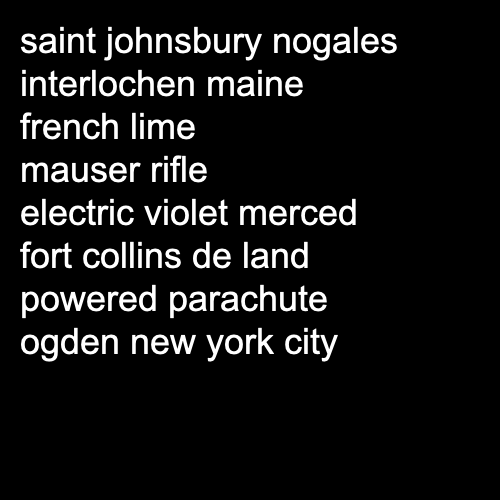 saint johnsbury nogales
interlochen maine
french lime
mauser rifle
electric violet merced
fort collins de land
powered parachute
ogden new york city